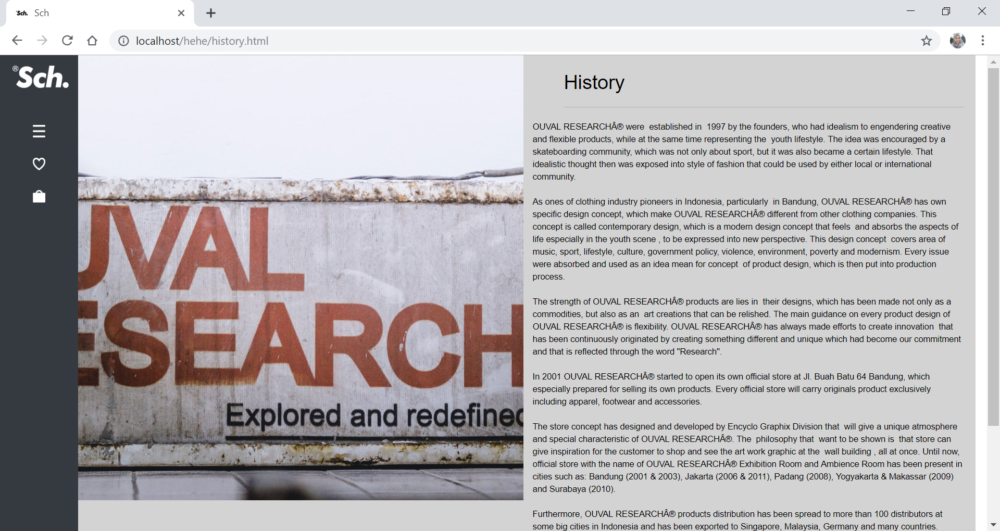 Sch. Sch
localhost/hehe/history.html
®Sch.
UVAL
ESEARCH
Explored and redefined
History
OUVAL RESEARCHÂ® were  established in  1997 by the founders, who had idealism to engendering creative
and flexible products, while at the same time representing the  youth lifestyle. The idea was encouraged by a
skateboarding community, which was not only about sport, but it was also became a certain lifestyle. That
idealistic thought then was exposed into style of fashion that could be used by either local or international
community.
As ones of clothing industry pioneers in Indonesia, particularly  in Bandung, OUVAL RESEARCHÂ® has own
specific design concept, which make OUVAL RESEARCHÂ® different from other clothing companies. This
concept is called contemporary design, which is a modern design concept that feels  and absorbs the aspects of
life especially in the youth scene , to be expressed into new perspective. This design concept  covers area of
music, sport, lifestyle, culture, government policy, violence, environment, poverty and modernism. Every issue
were absorbed and used as an idea mean for concept  of product design, which is then put into production
process.
The strength of OUVAL RESEARCHÂ® products are lies in  their designs, which has been made not only as a
commodities, but also as an  art creations that can be relished. The main guidance on every product design of
OUVAL RESEARCHÂ® is flexibility. OUVAL RESEARCHÂ® has always made efforts to create innovation  that
has been continuously originated by creating something different and unique which had become our commitment
and that is reflected through the word "Research".
In 2001 OUVAL RESEARCHÂ® started to open its own official store at Jl. Buah Batu 64 Bandung, which
especially prepared for selling its own products. Every official store will carry originals product exclusively
including apparel, footwear and accessories.
The store concept has designed and developed by Encyclo Graphix Division that  will give a unique atmosphere
and special characteristic of OUVAL RESEARCHÂ®. The  philosophy that  want to be shown is  that store can
give inspiration for the customer to shop and see the art work graphic at the  wall building , all at once. Until now,
official store with the name of OUVAL RESEARCHÂ® Exhibition Room and Ambience Room has been present in
cities such as: Bandung (2001 & 2003), Jakarta (2006 & 2011), Padang (2008), Yogyakarta & Makassar (2009)
and Surabaya (2010).
Furthermore, OUVAL RESEARCHÂ® products distribution has been spread to more than 100 distributors at
some big cities in Indonesia and has been exported to Singapore, Malaysia, Germany and many countries.